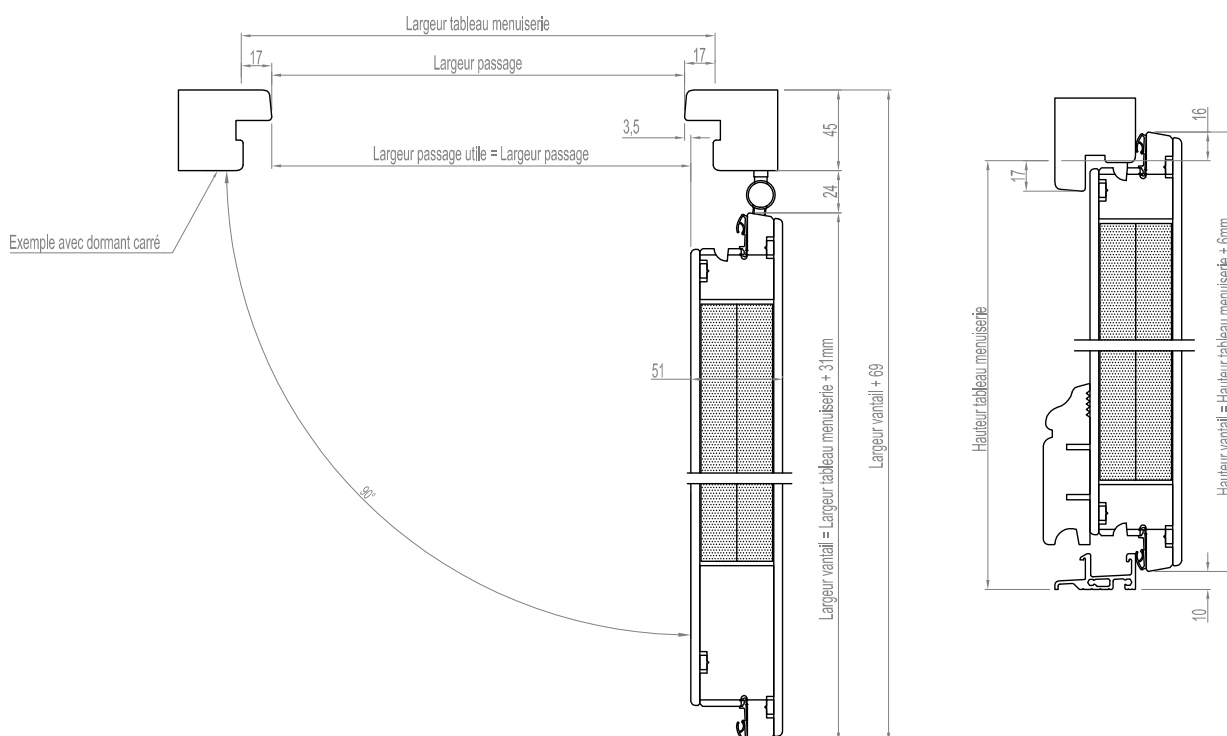 Largeur tableau menuiserie
17
17
Largeur passage
3,5
45
Largeur passage utile = Largeur passage
24
Exemple avec dormant carré
51
90°
Largeur vantail = Largeur tableau menuiserie + 31mm
Largeur vantail + 69
16
17
Hauteur tableau menuiserie
Hauteur vantail = Hauteur tableau menuiserie + 6mm
10